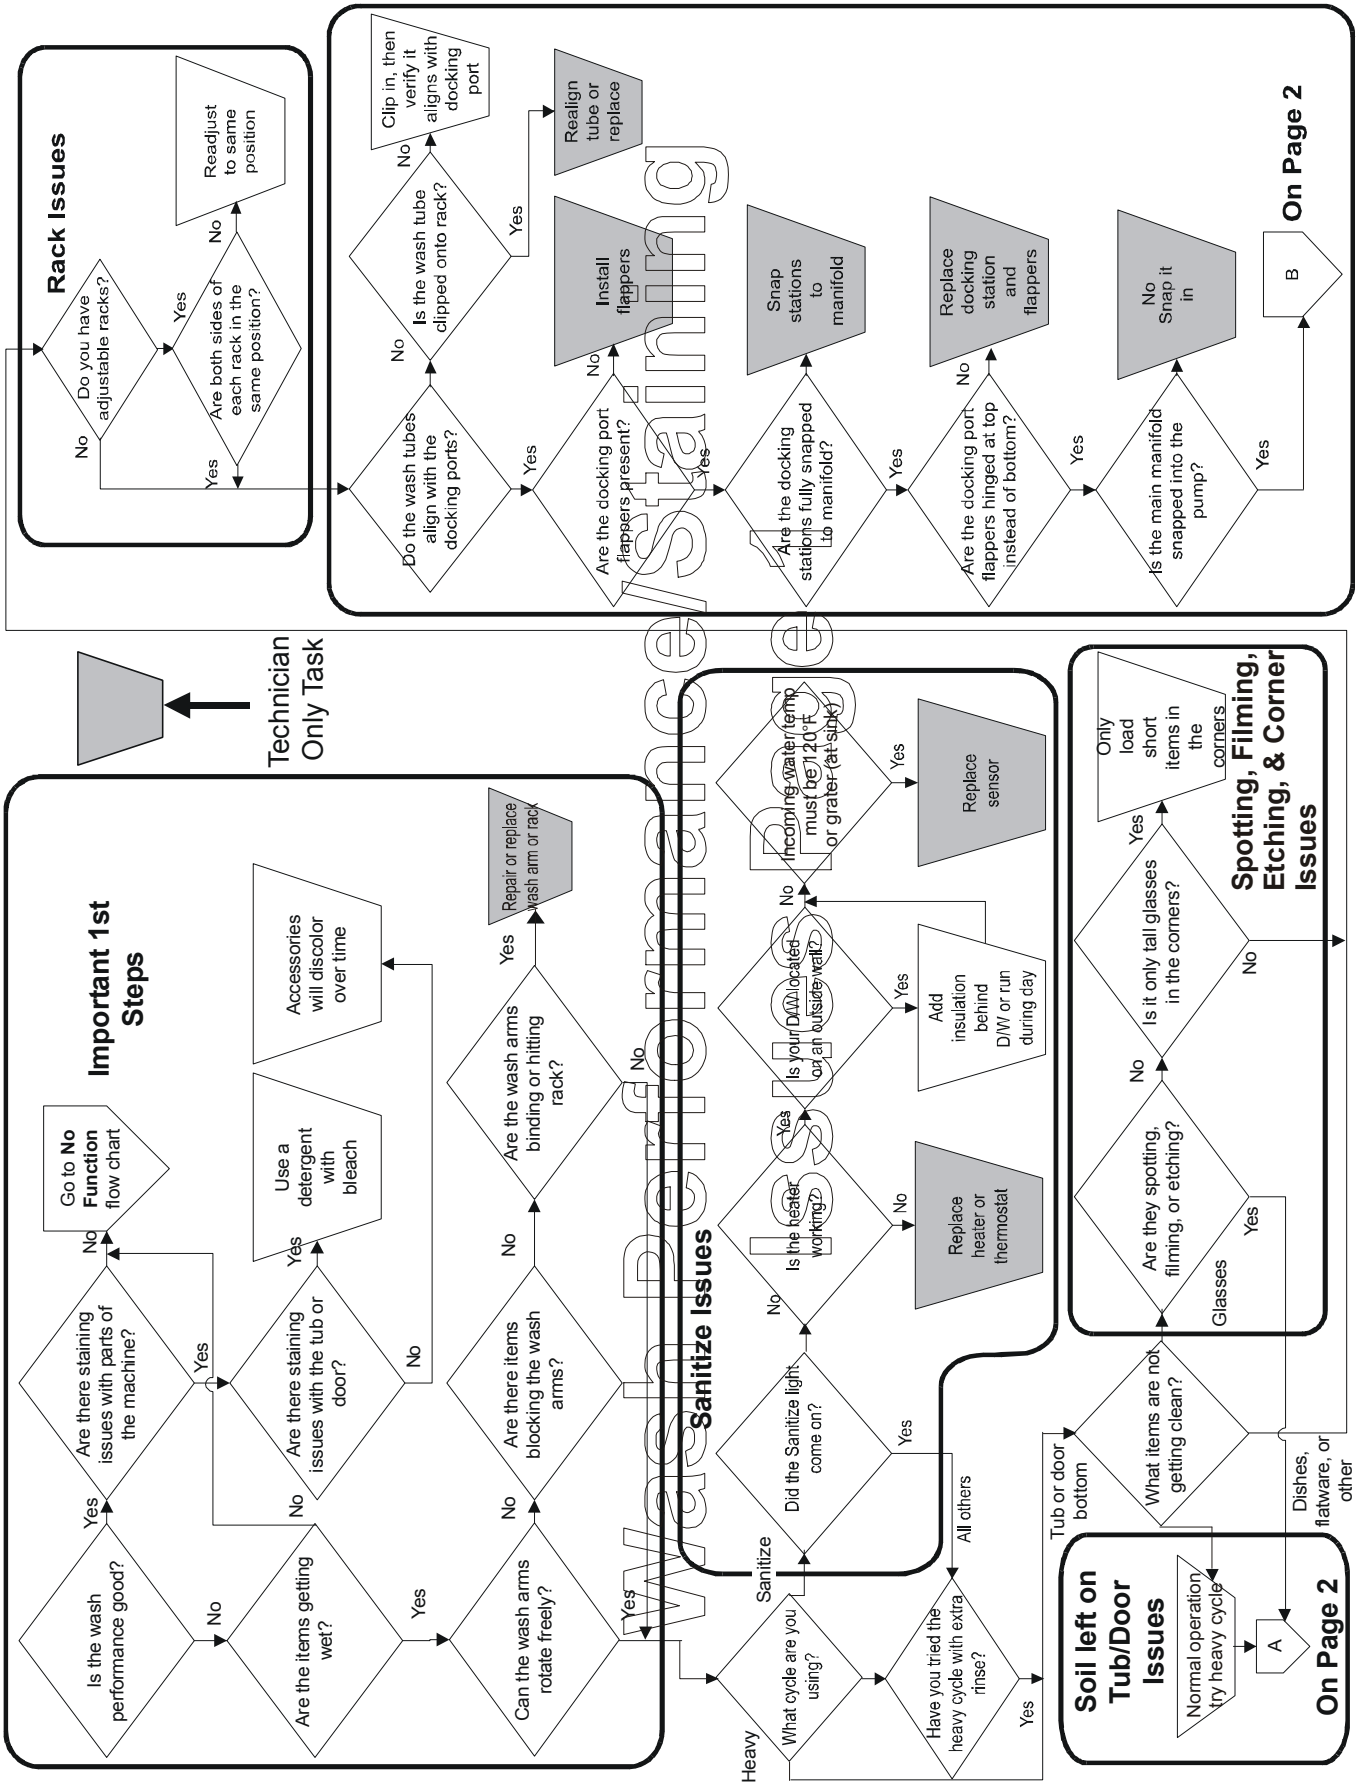 Wash Performance/Staining
Issues Page 1
Important 1st
Steps
Is the wash
performance good?
Yes
No
Are there staining
issues with parts of
the machine?
No
Yes
Go to No
Function
flow chart
Are the items getting
wet?
No
Yes
Are there staining
issues with the tub or
door?
Yes
No
Use a
detergent
with
bleach
Accessories
will discolor
over time
Can the wash arms
rotate freely?
No
Yes
Are there items
blocking the wash
arms?
No
Are the wash arms
binding or hitting
rack?
Yes
No
Repair or replace
wash arm or rack
Technician
Only Task
Sanitize Issues
What cycle are you
using?
Sanitize
Heavy
Did the Sanitize light
come on?
No
Yes
Is the heater
working?
Yes
No
Replace
heater or
thermostat
Is your D/W located
on an outside wall?
No
Yes
Add
insulation
behind
D/W or run
during day
Incoming water temp
must be 120°F
or grater (at sink)
Yes
Replace
sensor
All others
Have you tried the
heavy cycle with extra
rinse?
Yes
Tub or door
bottom
What items are not
getting clean?
Glasses
Dishes,
flatware, or
other
Soil left on
Tub/Door
Issues
Normal operation
try heavy cycle
A
On Page 2
Spotting, Filming,
Etching, & Corner
Issues
Are they spotting,
filming, or etching?
No
Yes
Is it only tall glasses
in the corners?
Yes
No
Only
load
short
items in
the
corners
Rack Issues
Do you have
adjustable racks?
No
Yes
Are both sides of
each rack in the
same position?
Yes
No
Readjust
to same
position
Do the wash tubes
align with the
docking ports?
No
Yes
Is the wash tube
clipped onto rack?
No
Yes
Clip in, then
verify it
aligns with
docking
port
Realign
tube or
replace
Are the docking port
flappers present?
No
Yes
Install
flappers
Are the docking
stations fully snapped
to manifold?
Yes
Snap
stations
to
manifold
Are the docking port
flappers hinged at top
instead of bottom?
No
Yes
Replace
docking
station
and
flappers
Is the main manifold
snapped into the
pump?
Yes
No
Snap it
in
B
On Page 2